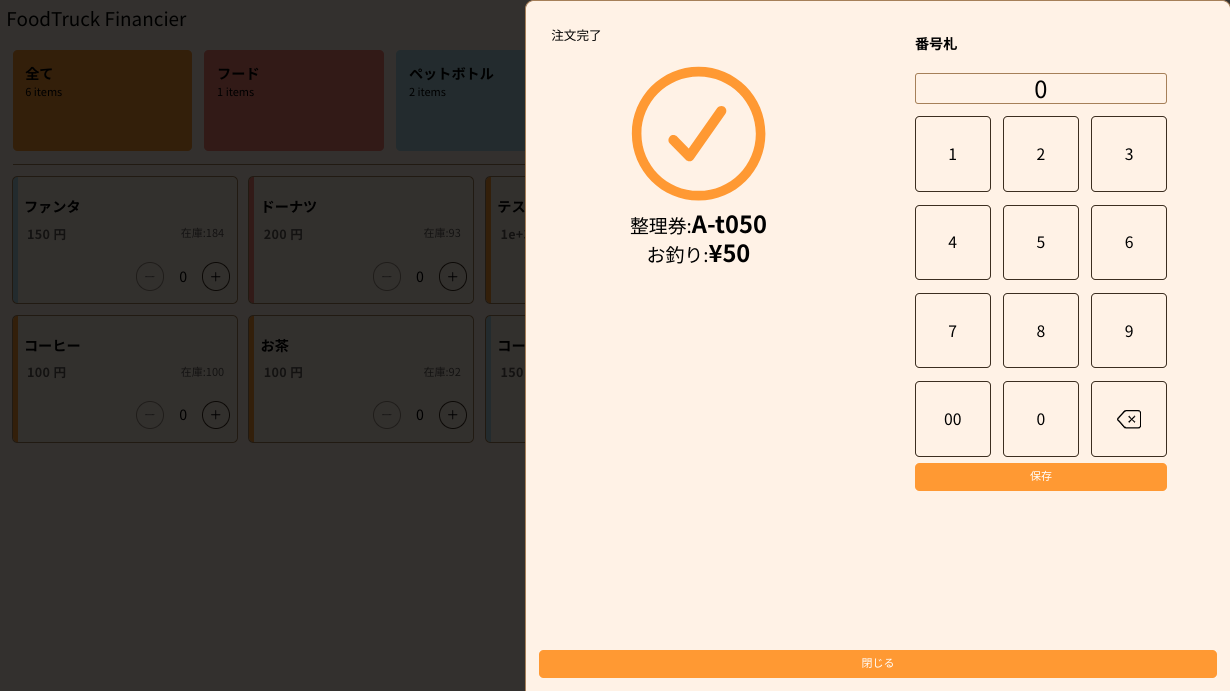 FoodTruck Financier
全て
6 items
フード
1 items
ペットボトル
2 items
ファンタ
150 円
在庫:184
0
ドーナツ
200 円
在庫:93
0
テス
1e+
コーヒー
100 円
在庫:100
0
お茶
100 円
在庫:92
0
コー
150
注文完了
整理券:A-t050
お釣り:¥50
番号札
0
1 2 3
4 5 6
7 8 9
00 0
保存
閉じる